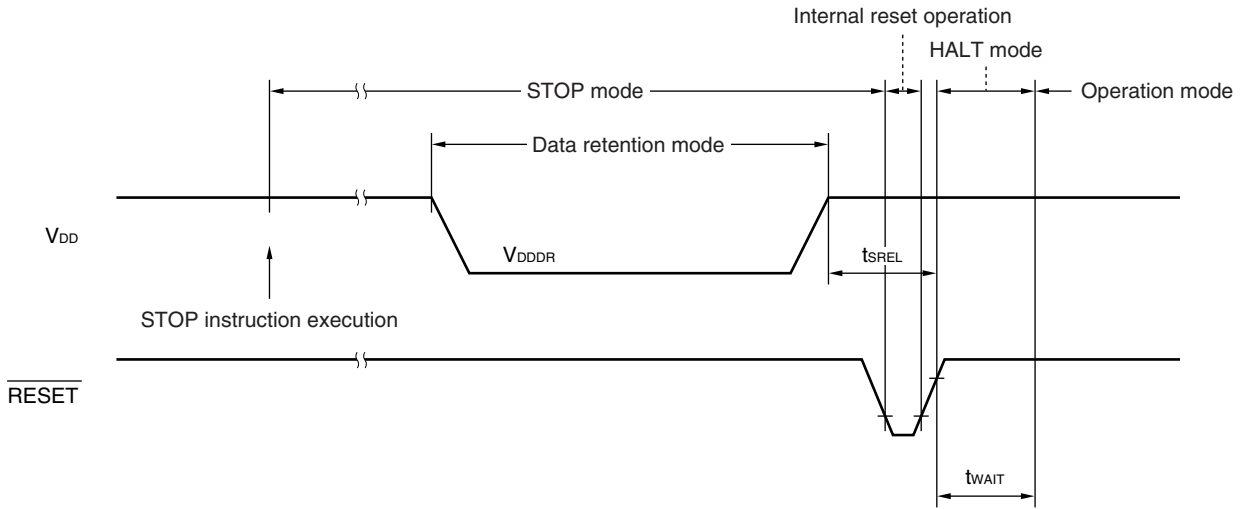 Internal reset operation
HALT mode
STOP mode
Operation mode
Data retention mode
VDD
VDDDR
tSREL
STOP instruction execution
RESET
tWAIT